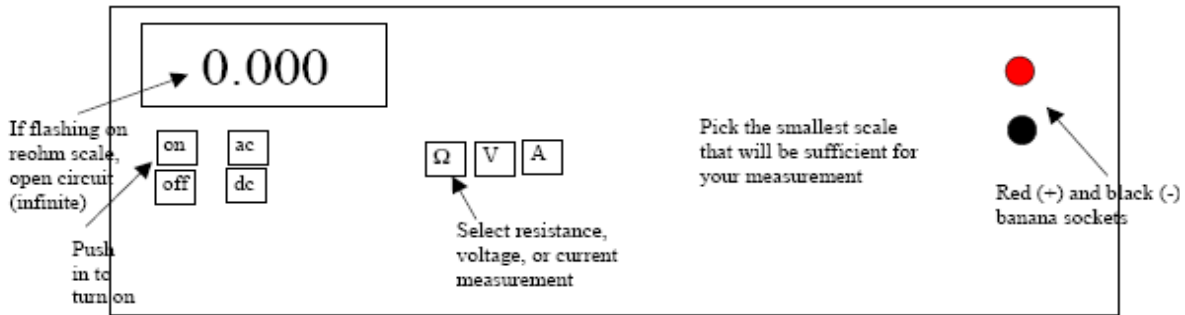 0.000
If flashing on
reohm scale,
open circuit
(infinite)
on
ac
off
dc
Push
in to
turn on
Ω
V
A
Select resistance,
voltage, or current
measurement
Pick the smallest scale
that will be sufficient for
your measurement
Red (+) and black (-)
banana sockets